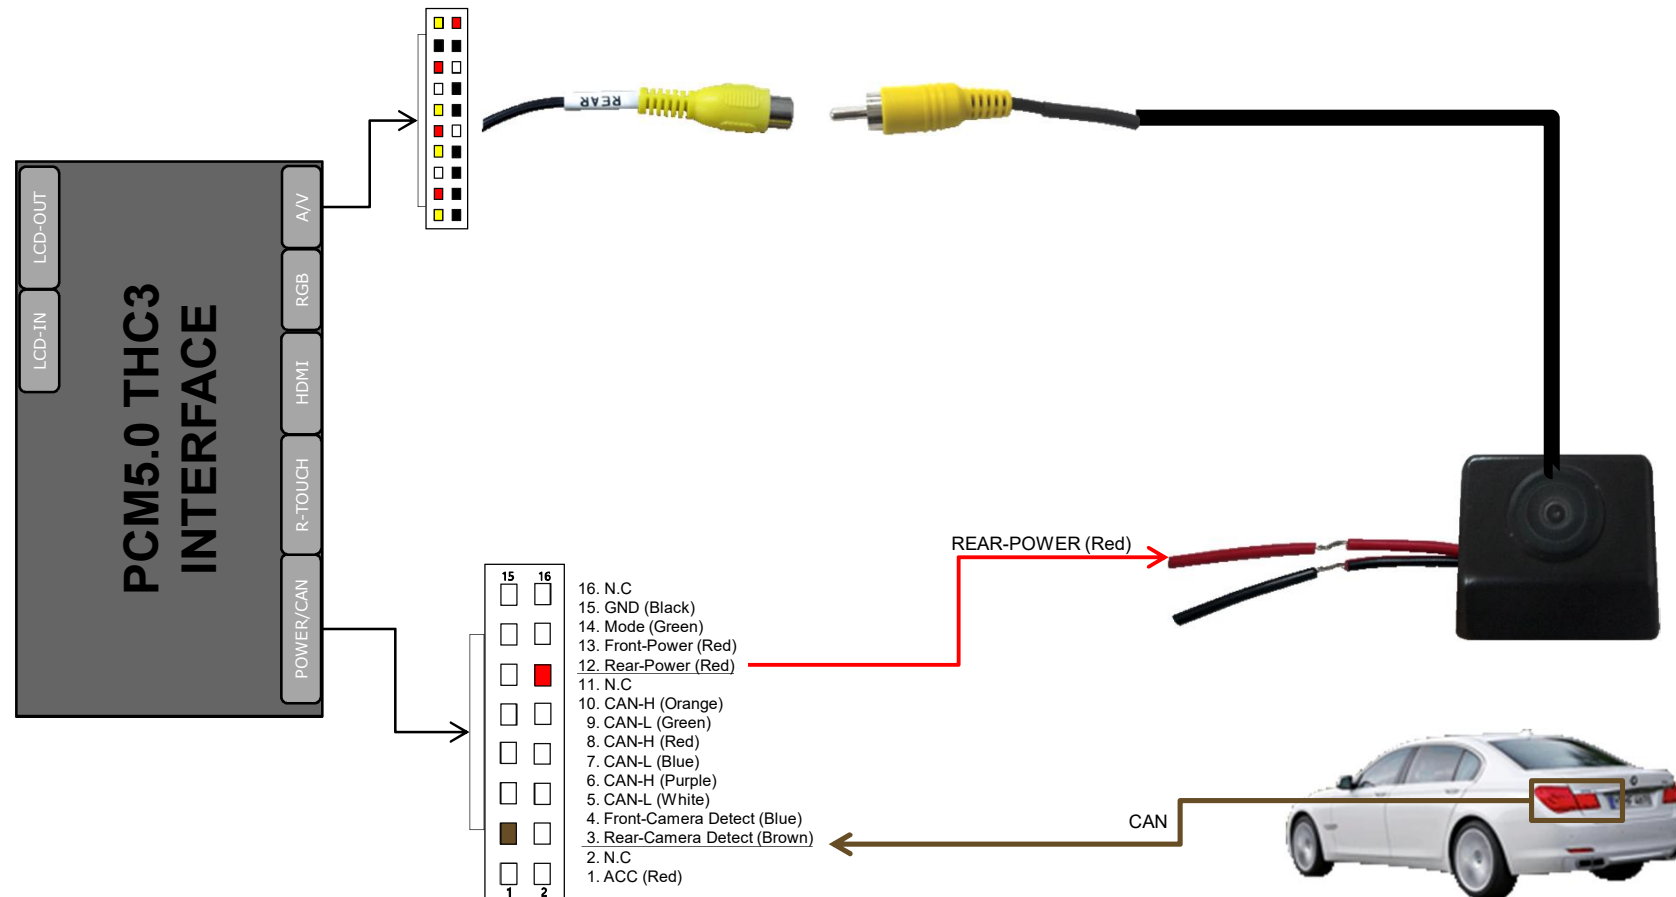 REAR
LCD-OUT
LCD-IN
PCM5.0 THC3
INTERFACE
A/V
RGB
HDMI
R-TOUCH
POWER/CAN
REAR-POWER (Red)
15 16
16. N.C
15. GND (Black)
14. Mode (Green)
13. Front-Power (Red)
12. Rear-Power (Red)
11. N.C
10. CAN-H (Orange)
9. CAN-L (Green)
8. CAN-H (Red)
7. CAN-L (Blue)
6. CAN-H (Purple)
5. CAN-L (White)
4. Front-Camera Detect (Blue)
3. Rear-Camera Detect (Brown)
2. N.C
1. ACC (Red)
1 2
CAN